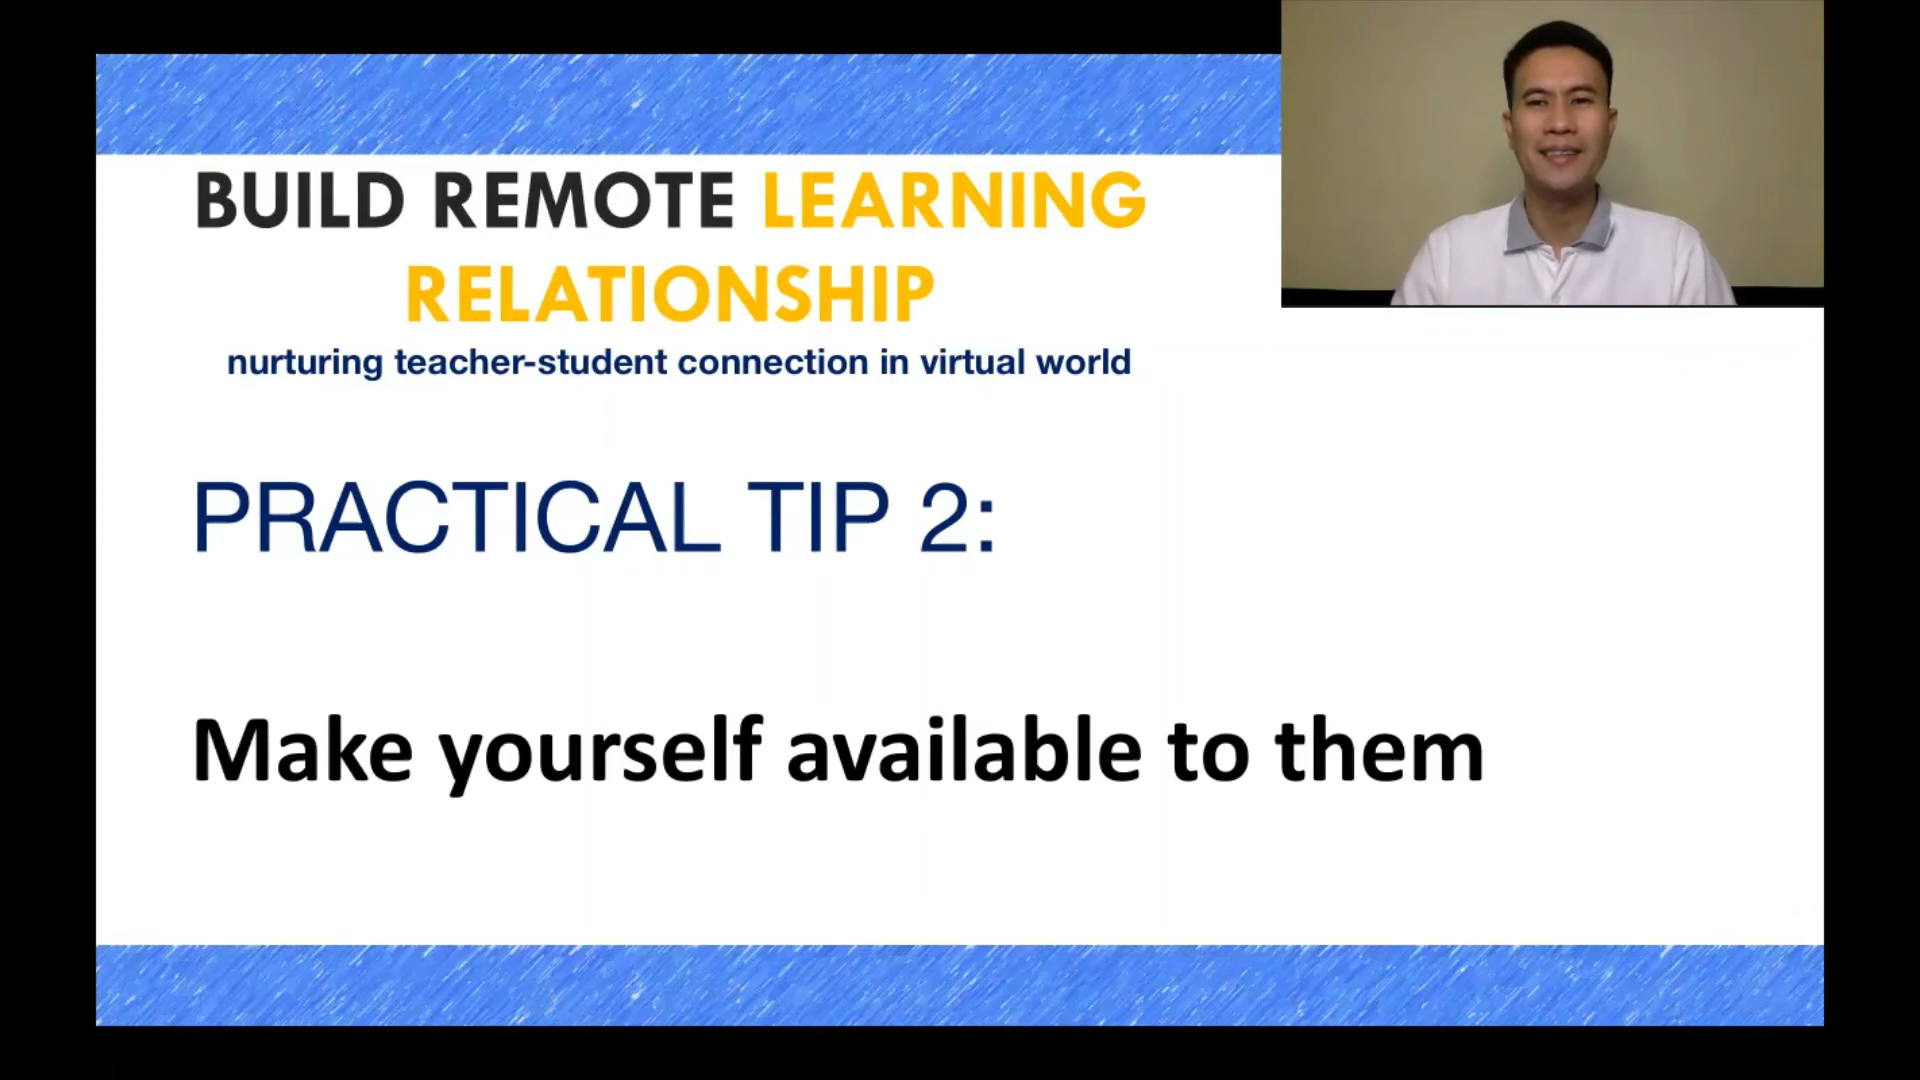 BUILD REMOTE LEARNING
RELATIONSHIP
nurturing teacher-student connection in virtual world
PRACTICAL TIP 2:
Make yourself available to them